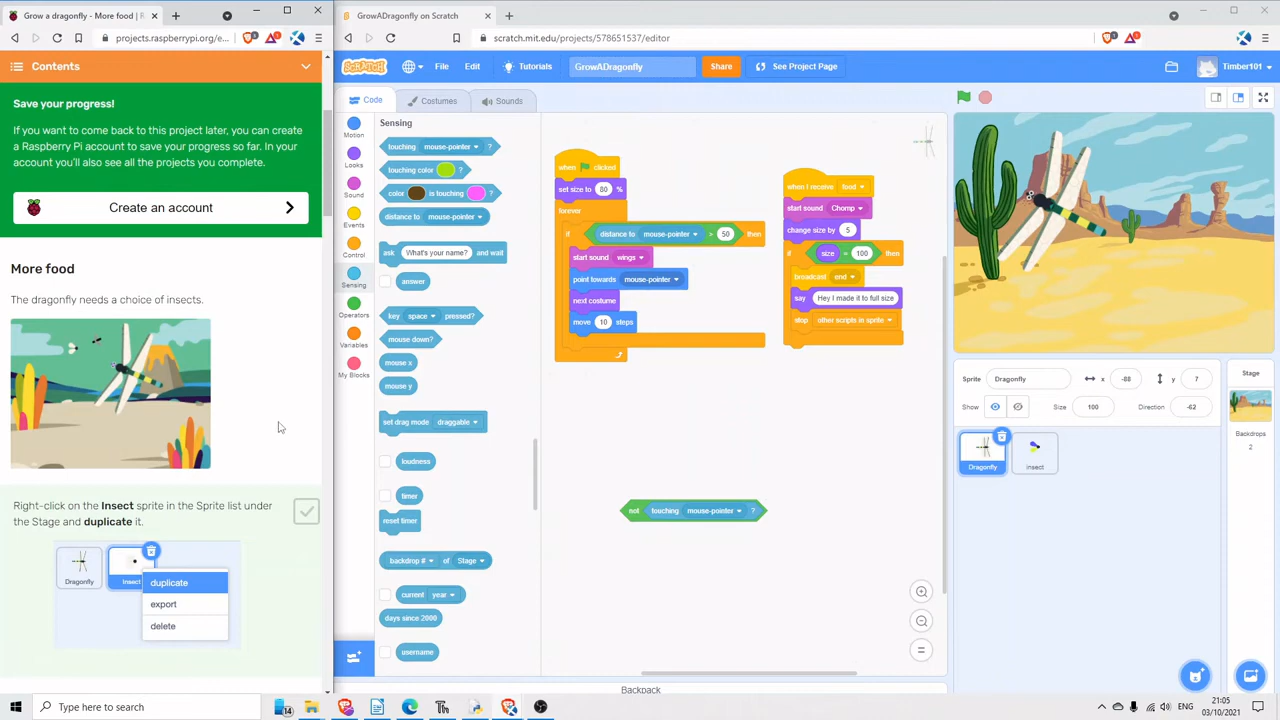 Grow a dragonfly - More food | R
projects.raspberrypi.org/e...
GrowADragonfly on Scratch
scratch.mit.edu/projects/578651537/editor
Contents
Save your progress!
If you want to come back to this project later, you can create
a Raspberry Pi account to save your progress so far. In your
account you'll also see all the projects you complete.
Create an account
More food
The dragonfly needs a choice of insects.
Right-click on the Insect sprite in the Sprite list under
the Stage and duplicate it.
Dragonfly
Insect
duplicate
export
delete
SCRATCH
File
Edit
Tutorials
GrowADragonfly
Share
See Project Page
Timber101
Code
Costumes
Sounds
Motion
Looks
Sound
Events
Control
Sensing
Operators
Variables
My Blocks
Sensing
touching mouse-pointer ?
touching color ?
color is touching ?
distance to mouse-pointer
ask What's your name? and wait
answer
key space pressed?
mouse down?
mouse x
mouse y
set drag mode draggable
loudness
timer
reset timer
backdrop # of Stage
current year
days since 2000
username
when clicked
set size to 80 %
forever
if distance to mouse-pointer > 50 then
start sound wings
point towards mouse-pointer
next costume
move 10 steps
when I receive food
start sound Chomp
change size by 5
if size = 100 then
broadcast end
say Hey I made it to full size
stop other scripts in sprite
not touching mouse-pointer ?
Backpack
Sprite
Dragonfly
x
-88
y
7
Show
Size
100
Direction
-62
Dragonfly
insect
Stage
Backdrops
2
Type here to search
14
ENG
21:05
03/10/2021